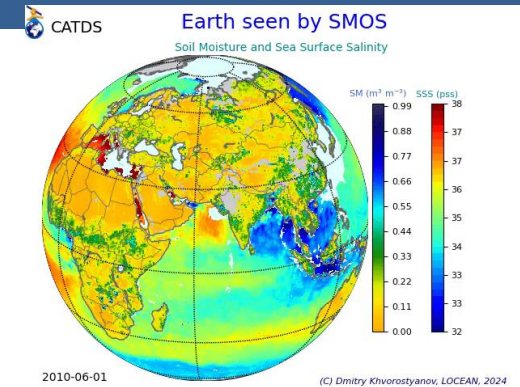 CATDS
Earth seen by SMOS
Soil Moisture and Sea Surface Salinity
SM (m³ m⁻³) SSS (pss)
0.99 38
0.88 37
0.77 37
0.66 36
0.55 35
0.44 34
0.33 33
0.22 33
0.11 32
0.00
2010-06-01
(C) Dmitry Khvorostyanov, LOCEAN, 2024